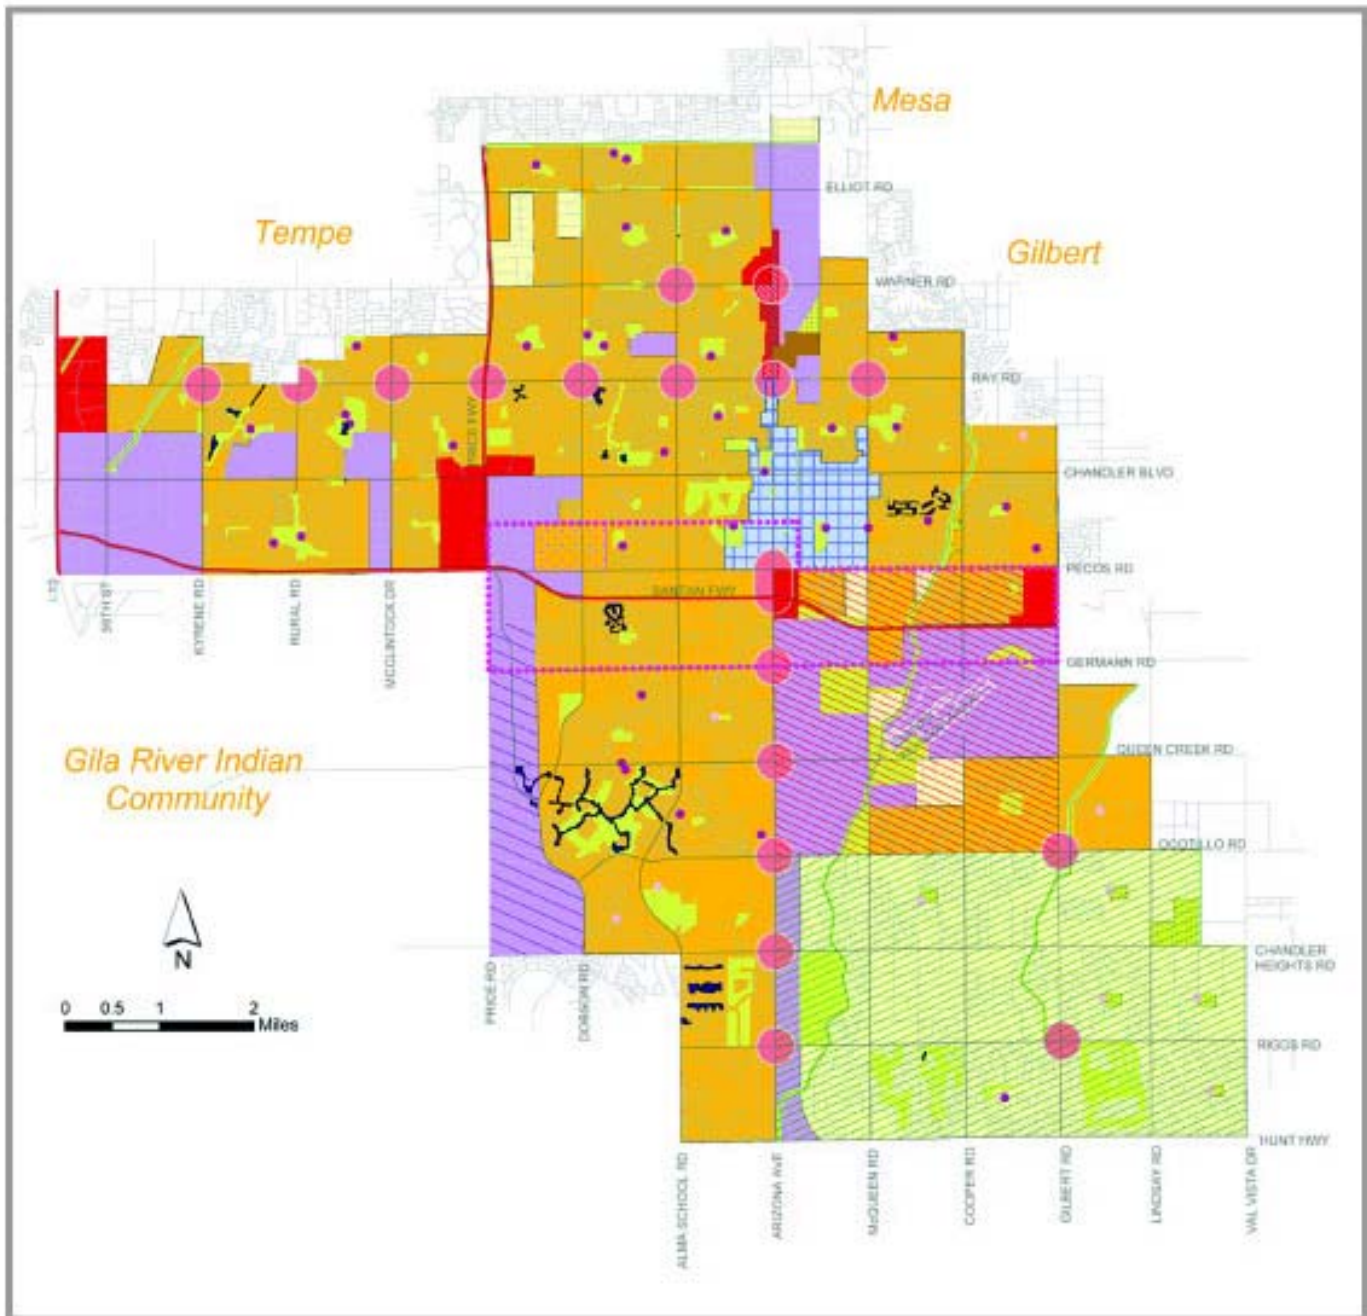 Mesa
ELLIOT RD
Tempe
Gilbert
WARNER RD
RAY RD
PRICE FWY
CHANDLER BLVD
PECOS RD
SANTAN FWY
I-10
56TH ST
KYRENE RD
RURAL RD
MCCLINTOCK DR
GERMANN RD
Gila River Indian
Community
QUEEN CREEK RD
OCOTILLO RD
N
CHANDLER
HEIGHTS RD
0 0.5 1 2
Miles
PRICE RD
DOBSON RD
RIGGS RD
HUNT HWY
ALMA SCHOOL RD
ARIZONA AVE
McQUEEN RD
COOPER RD
GILBERT RD
LINDSAY RD
VAL VISTA DR